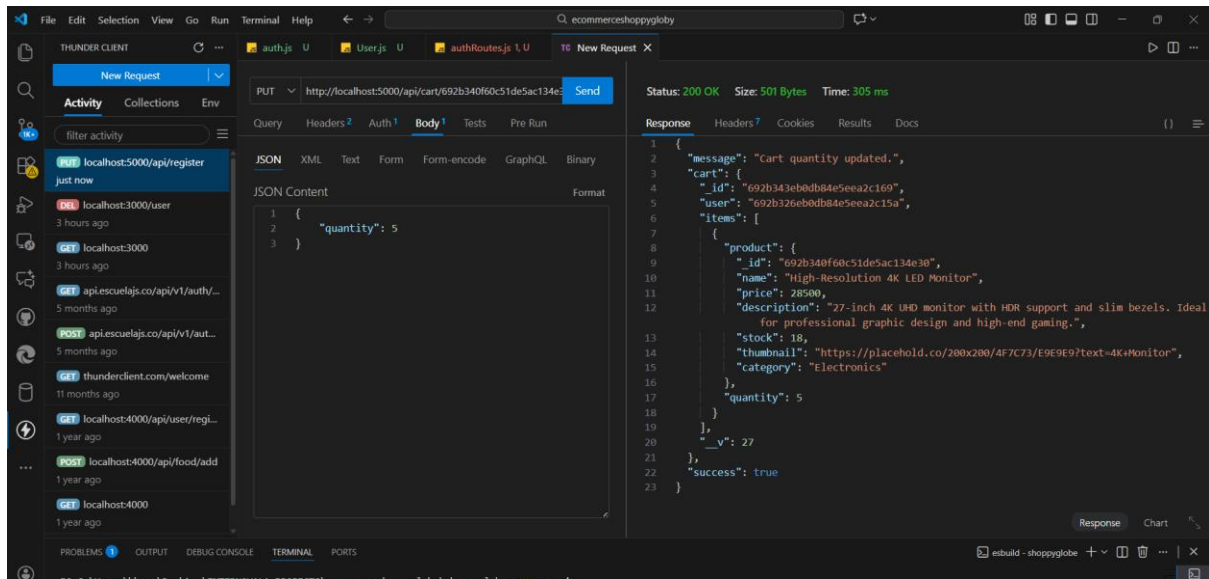 File Edit Selection View Go Run Terminal Help
ecommerceshoppygloby
THUNDER CLIENT
New Request
Activity Collections Env
filter activity
PUT localhost:5000/api/register
just now
DEL localhost:3000/user
3 hours ago
GET localhost:3000
3 hours ago
GET api.escuelajs.co/api/v1/auth/...
5 months ago
POST api.escuelajs.co/api/v1/aut...
5 months ago
GET thunderclient.com/welcome
11 months ago
GET localhost:4000/api/user/regi...
1 year ago
POST localhost:4000/api/food/add
1 year ago
GET localhost:4000
1 year ago
1K+
auth.js U User.js U authRoutes.js 1, U TC New Request
PUT http://localhost:5000/api/cart/692b340f60c51de5ac134e3 Send
Query Headers 2 Auth 1 Body 1 Tests Pre Run
JSON XML Text Form Form-encode GraphQL Binary
JSON Content Format
1 {
2 "quantity": 5
3 }
Status: 200 OK Size: 501 Bytes Time: 305 ms
Response Headers 7 Cookies Results Docs {}
1 {
2 "message": "Cart quantity updated.",
3 "cart": {
4 "_id": "692b343eb0db84e5eea2c169",
5 "user": "692b326eb0db84e5eea2c15a",
6 "items": [
7 {
8 "product": {
9 "_id": "692b340f60c51de5ac134e30",
10 "name": "High-Resolution 4K LED Monitor",
11 "price": 28500,
12 "description": "27-inch 4K UHD monitor with HDR support and slim bezels. Ideal
for professional graphic design and high-end gaming.",
13 "stock": 18,
14 "thumbnail": "https://placehold.co/200x200/4F7C73/E9E9E9?text=4K+Monitor",
15 "category": "Electronics"
16 },
17 "quantity": 5
18 }
19 ],
20 "__v": 27
21 },
22 "success": true
23 }
Response Chart
PROBLEMS 1 OUTPUT DEBUG CONSOLE TERMINAL PORTS
esbuild - shoppyglobe